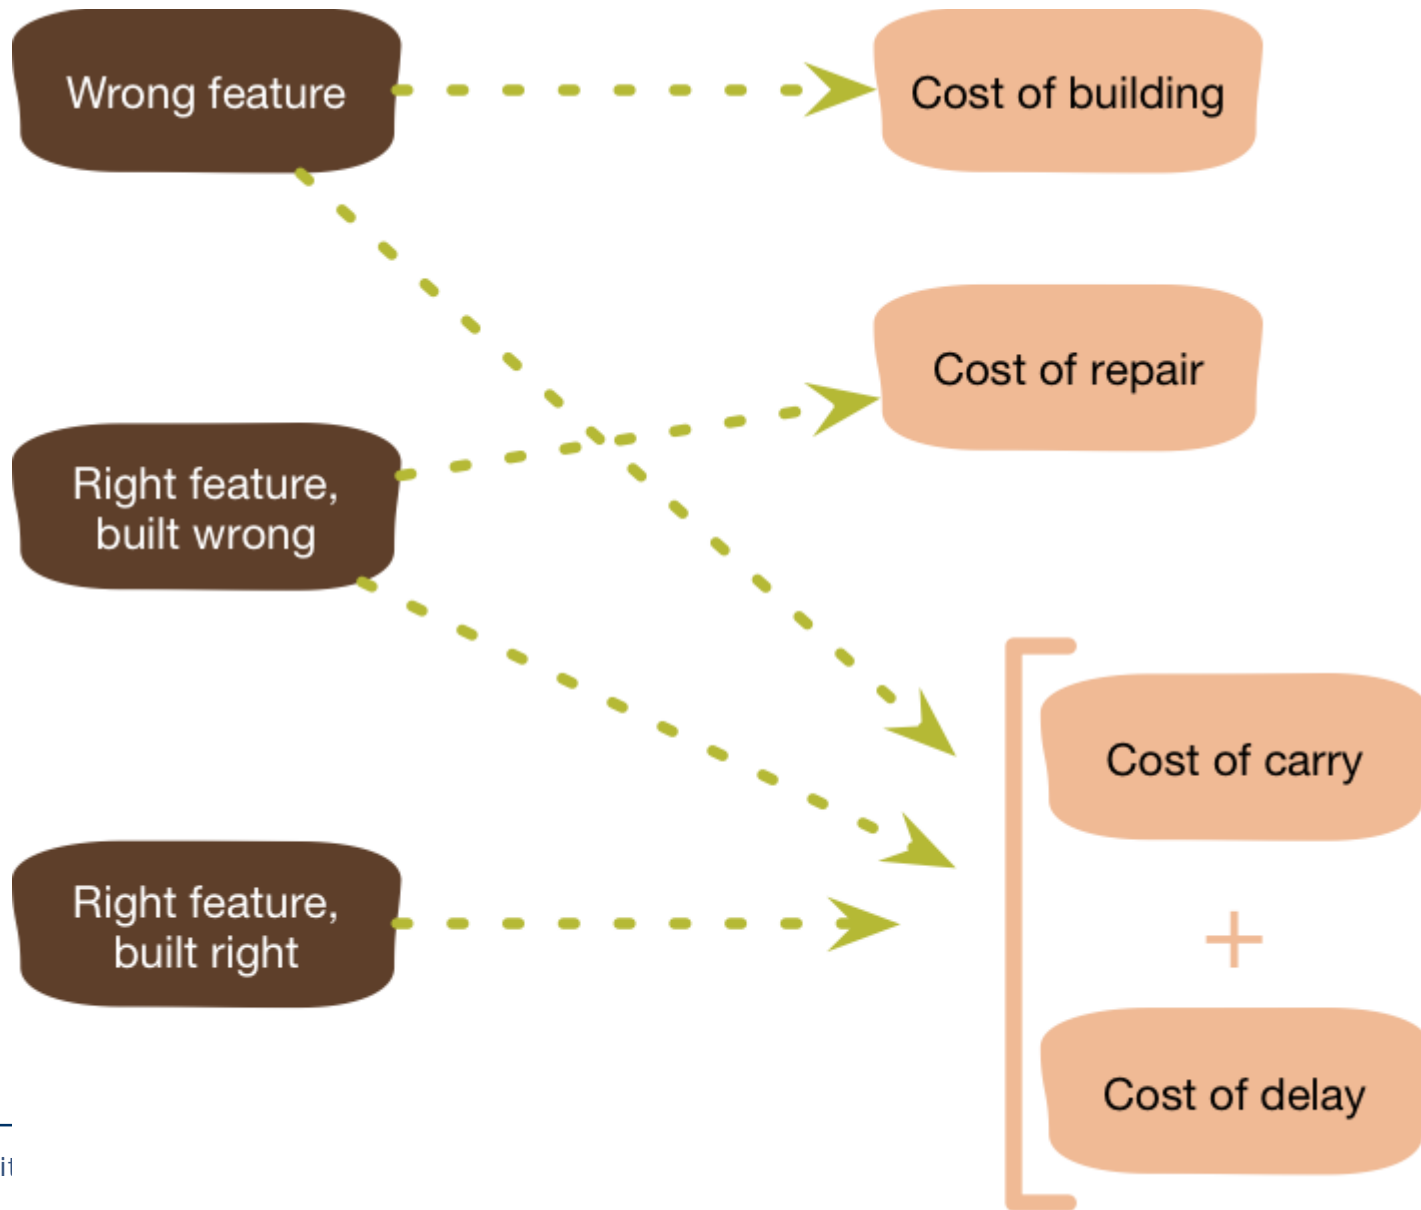 Wrong feature
Cost of building
Cost of repair
Right feature,
built wrong
Cost of carry
+
Right feature,
built right
Cost of delay